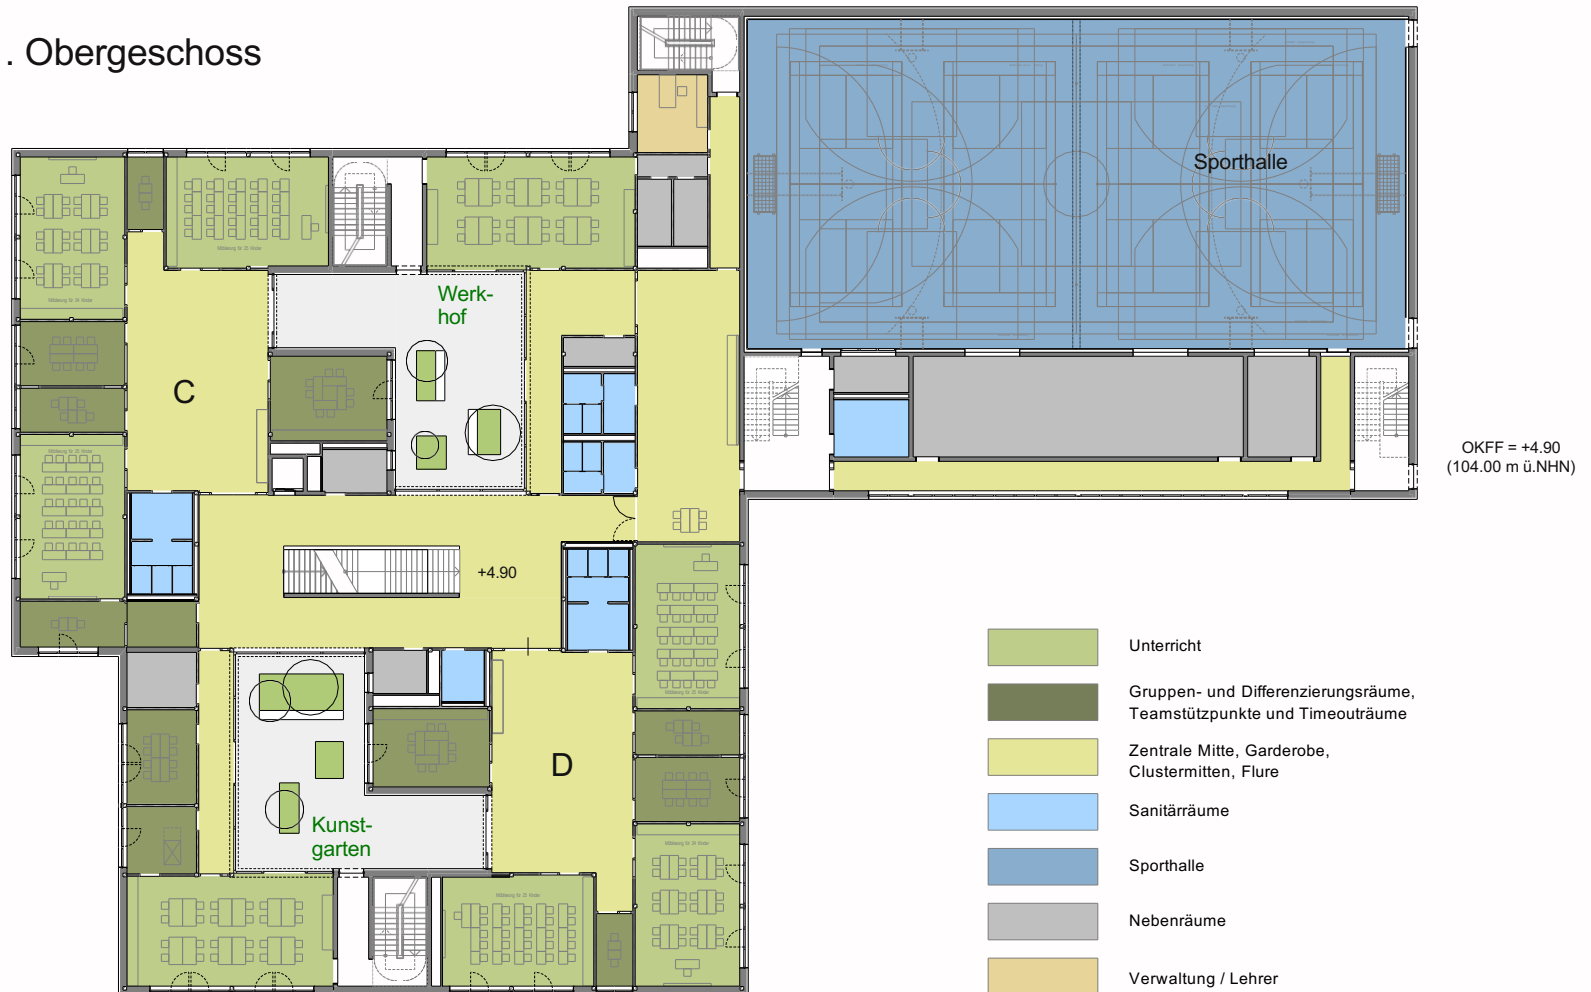 . Obergeschoss
Sporthalle
Werk-
hof
C
OKFF = +4.90
(104.00 m ü.NHN)
+4.90
D
Kunst-
garten
Unterricht
Gruppen- und Differenzierungsräume,
Teamstützpunkte und Timeouträume
Zentrale Mitte, Garderobe,
Clustermitten, Flure
Sanitärräume
Sporthalle
Nebenräume
Verwaltung / Lehrer